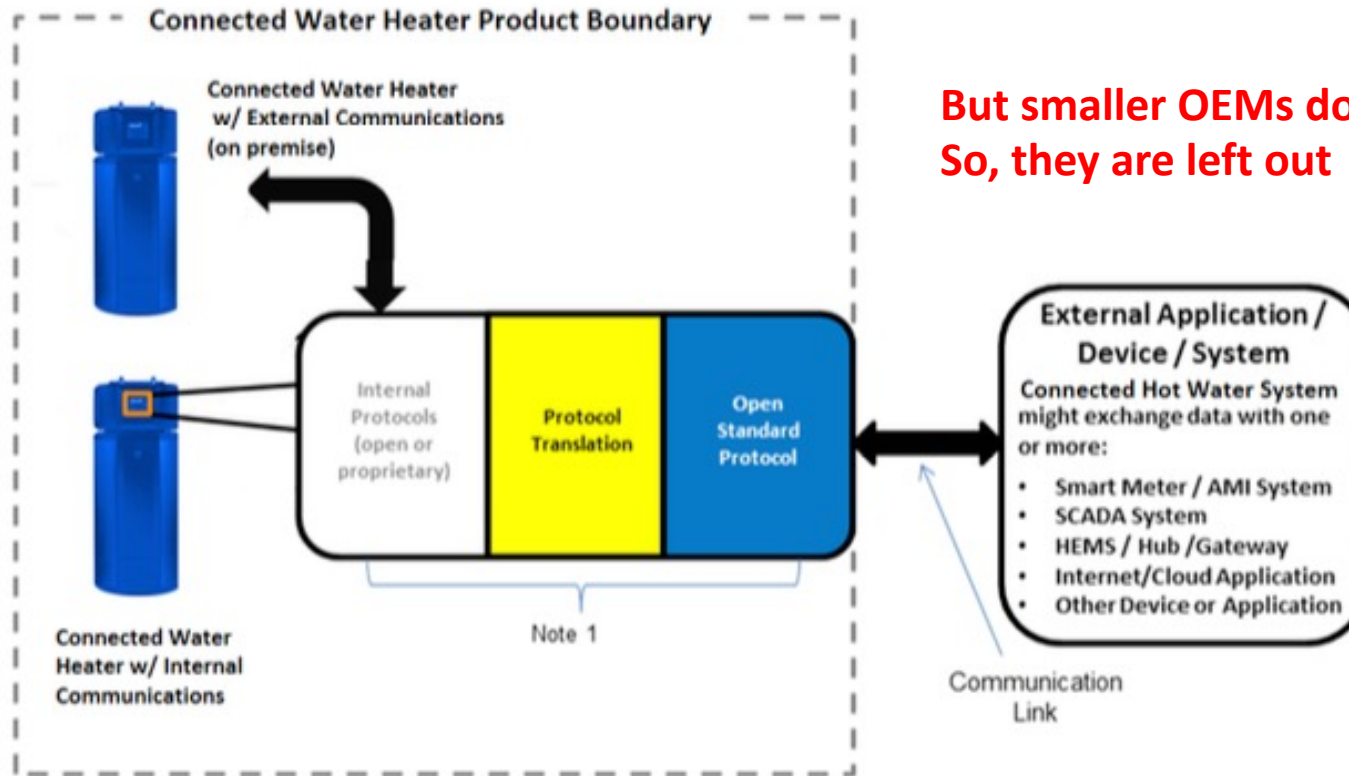 Connected Water Heater Product Boundary
Connected Water Heater
w/ External Communications
(on premise)
But smaller OEMs do
So, they are left out
Internal
Protocols
(open or
proprietary)
Protocol
Translation
Open
Standard
Protocol
External Application /
Device / System
Connected Hot Water System
might exchange data with one
or more:
• Smart Meter / AMI System
• SCADA System
• HEMS / Hub /Gateway
• Internet/Cloud Application
• Other Device or Application
Note 1
Connected Water
Heater w/ Internal
Communications
Communication
Link